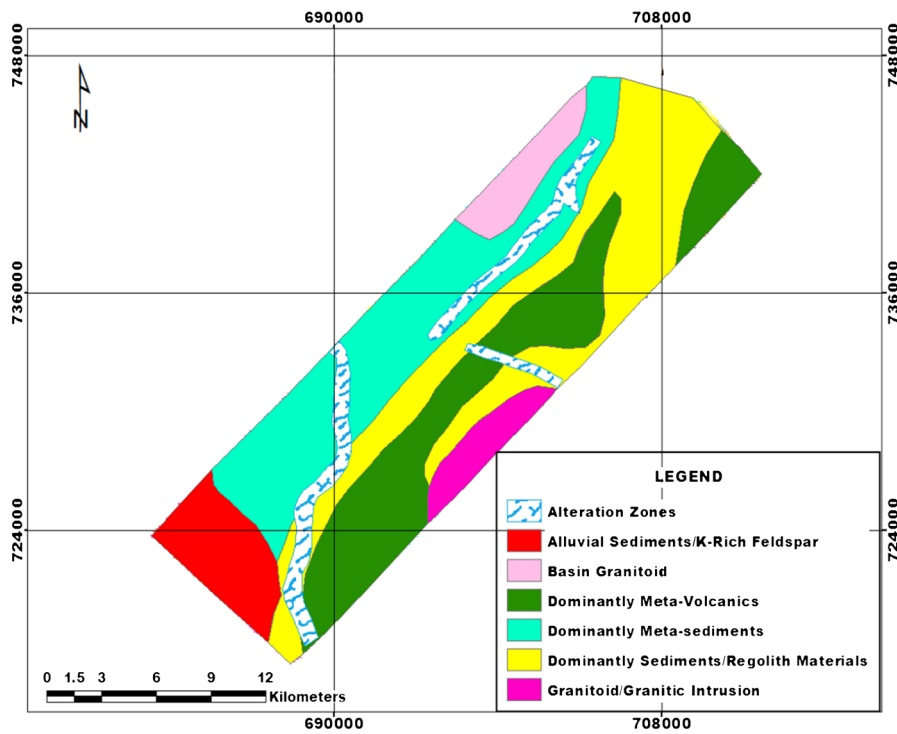 690000 708000
748000 748000
N
736000 736000
LEGEND
Alteration Zones
724000 724000
Alluvial Sediments/K-Rich Feldspar
Basin Granitoid
Dominantly Meta-Volcanics
Dominantly Meta-sediments
Dominantly Sediments/Regolith Materials
Granitoid/Granitic Intrusion
0 1.5 3 6 9 12
Kilometers
690000 708000